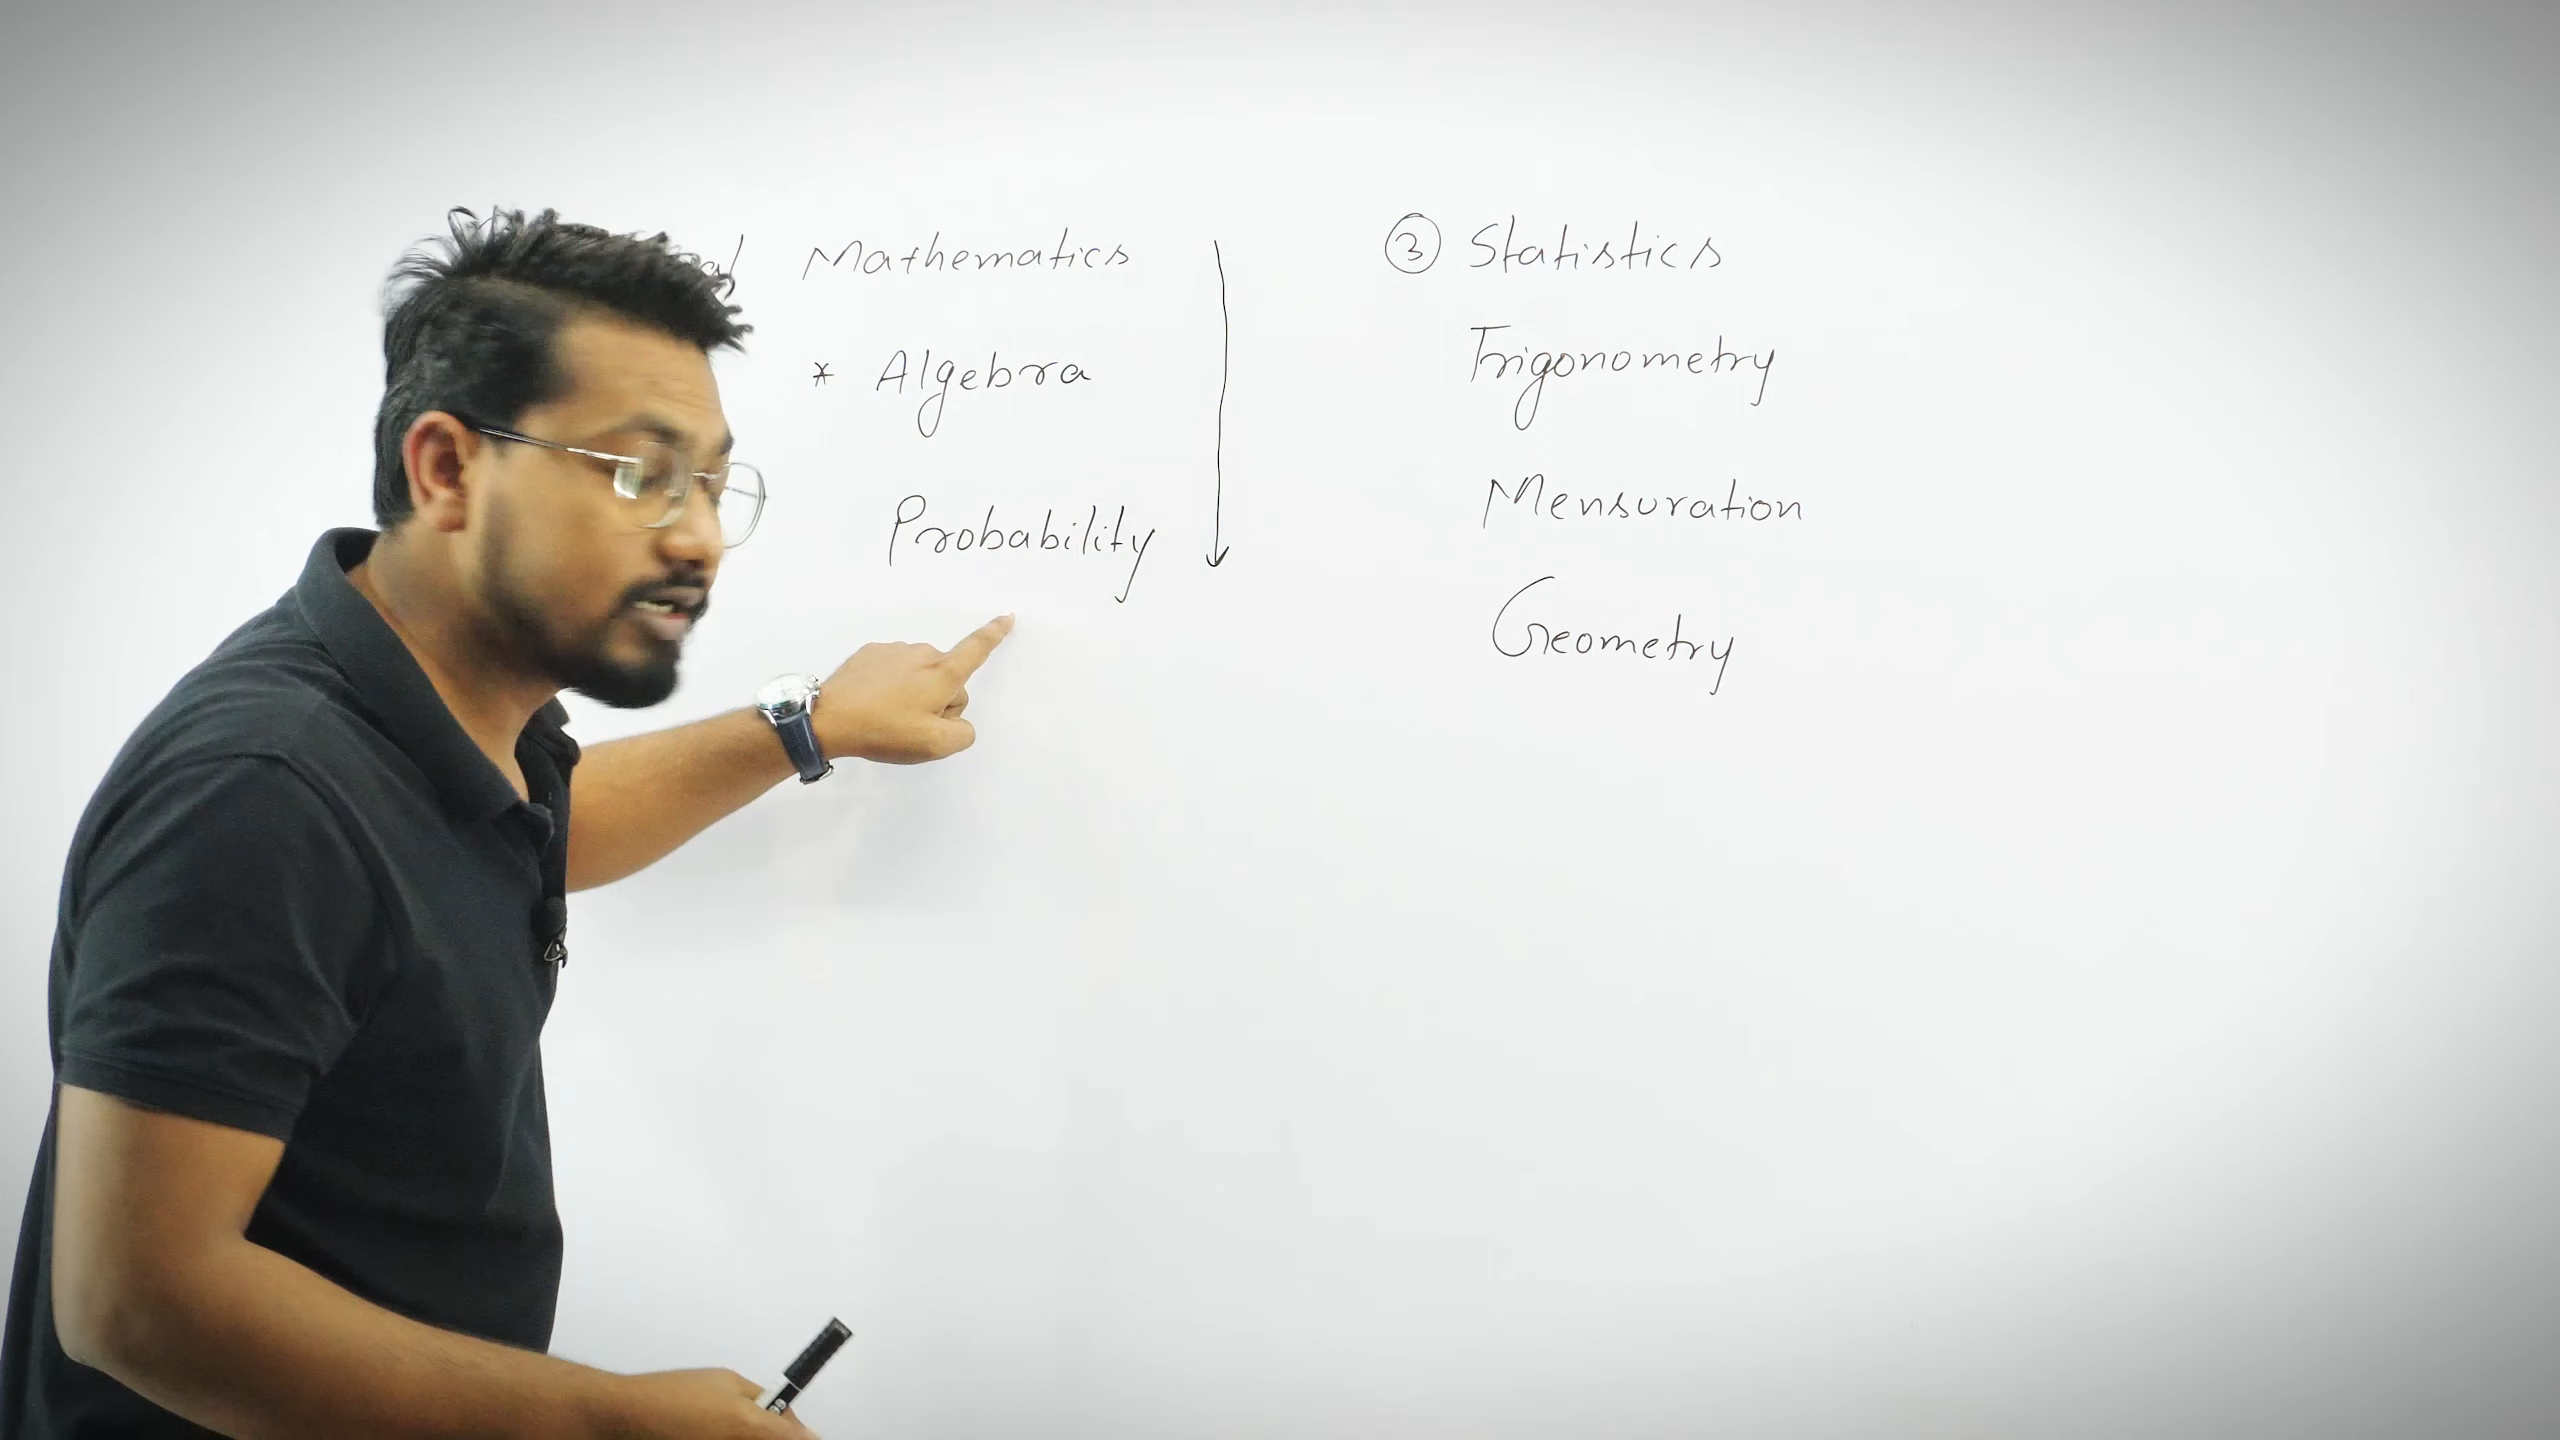 Mathematics
* Algebra
Probability
③ Statistics
Trigonometry
Mensuration
Geometry